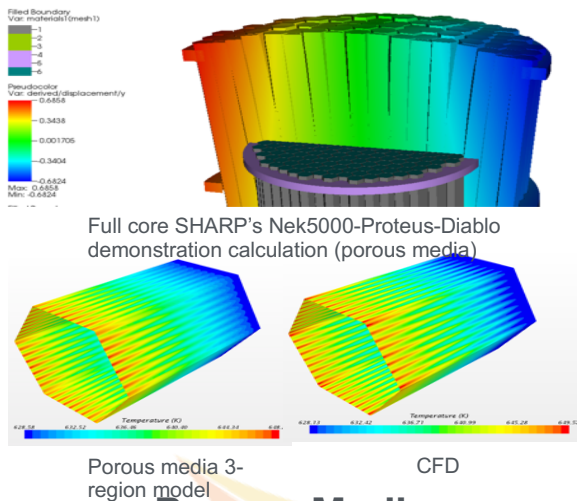 Filled Boundary
Var: materials1(mesh1)
1
2
3
4
5
6
Pseudocolor
Var: derived/displacement/y
0.6858
0.3438
0.001705
-0.3404
-0.6824
Max: 0.6858
Min: -0.6824
Full core SHARP's Nek5000-Proteus-Diablo
demonstration calculation (porous media)
Temperature (K)
628.58 632.52 636.46 640.40 644.34 648.
Temperature (K)
628.13 632.42 636.71 640.99 645.28 649.57
Porous media 3-
region model
CFD